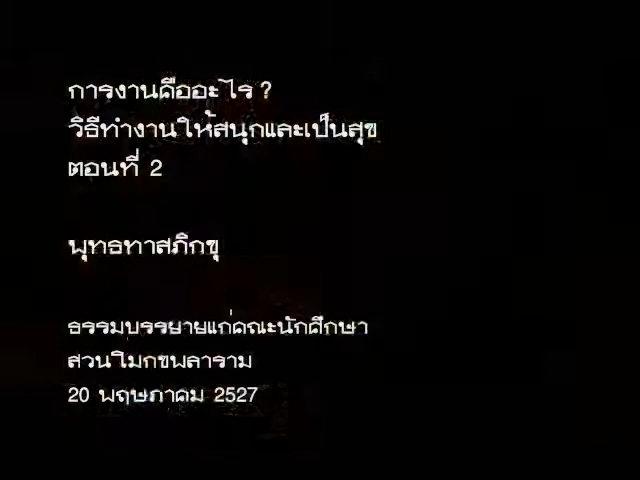 การงานคืออะไร ?
วิธีทำงานให้สนุกและเป็นสุข
ตอนที่ 2
พุทธทาสภิกขุ
ธรรมบรรยายแก่คณะนักศึกษา
สวนโมกขพลาราม
20 พฤษภาคม 2527